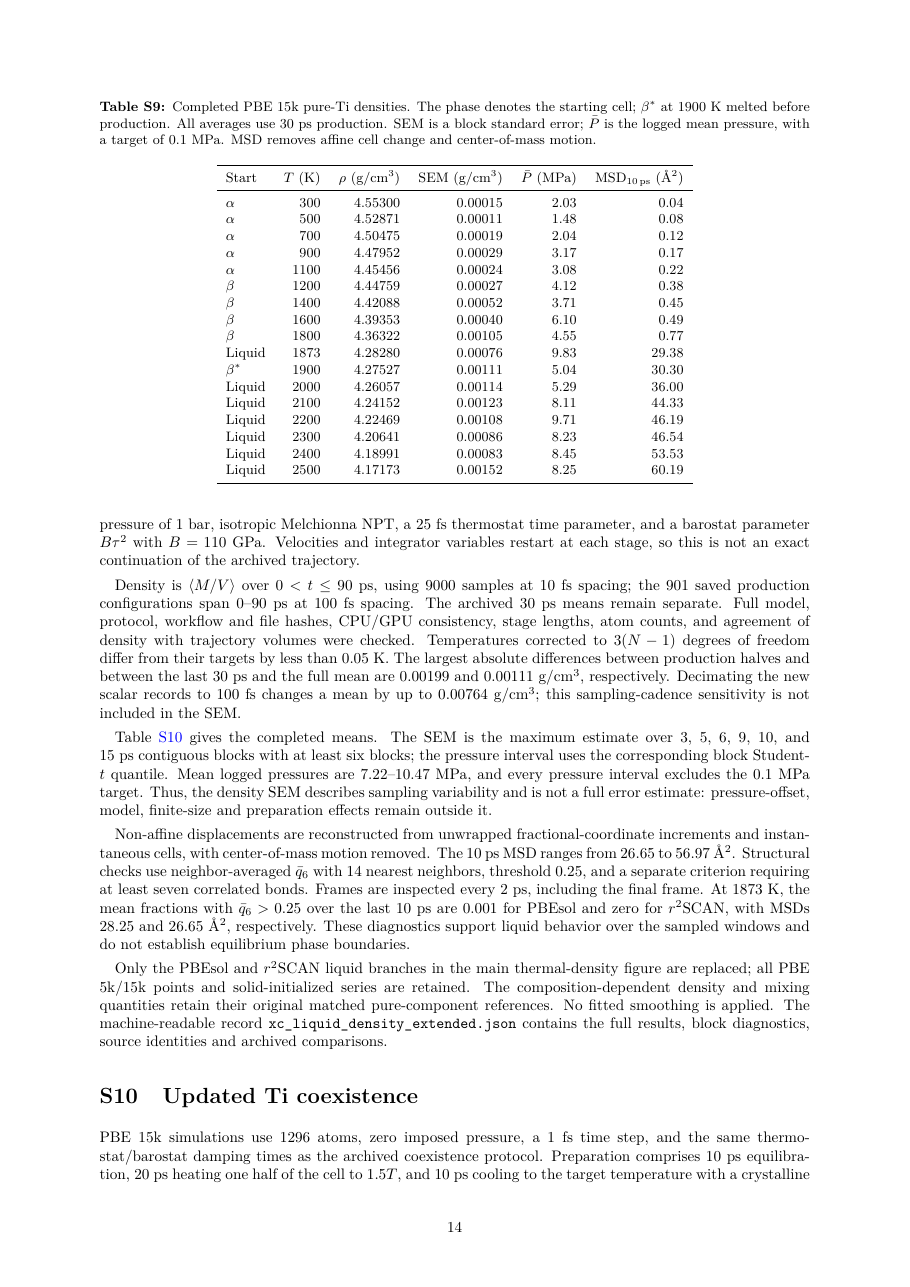 Table S9: Completed PBE 15k pure-Ti densities. The phase denotes the starting cell; β* at 1900 K melted before
production. All averages use 30 ps production. SEM is a block standard error; P̄ is the logged mean pressure, with
a target of 0.1 MPa. MSD removes affine cell change and center-of-mass motion.
Start T (K) ρ (g/cm³) SEM (g/cm³) P̄ (MPa) MSD₁₀ ps (Å²)
α 300 4.55300 0.00015 2.03 0.04
α 500 4.52871 0.00011 1.48 0.08
α 700 4.50475 0.00019 2.04 0.12
α 900 4.47952 0.00029 3.17 0.17
α 1100 4.45456 0.00024 3.08 0.22
β 1200 4.44759 0.00027 4.12 0.38
β 1400 4.42088 0.00052 3.71 0.45
β 1600 4.39353 0.00040 6.10 0.49
β 1800 4.36322 0.00105 4.55 0.77
Liquid 1873 4.28280 0.00076 9.83 29.38
β* 1900 4.27527 0.00111 5.04 30.30
Liquid 2000 4.26057 0.00114 5.29 36.00
Liquid 2100 4.24152 0.00123 8.11 44.33
Liquid 2200 4.22469 0.00108 9.71 46.19
Liquid 2300 4.20641 0.00086 8.23 46.54
Liquid 2400 4.18991 0.00083 8.45 53.53
Liquid 2500 4.17173 0.00152 8.25 60.19
pressure of 1 bar, isotropic Melchionna NPT, a 25 fs thermostat time parameter, and a barostat parameter
Bτ² with B = 110 GPa. Velocities and integrator variables restart at each stage, so this is not an exact
continuation of the archived trajectory.
Density is ⟨M/V⟩ over 0 < t ≤ 90 ps, using 9000 samples at 10 fs spacing; the 901 saved production
configurations span 0–90 ps at 100 fs spacing. The archived 30 ps means remain separate. Full model,
protocol, workflow and file hashes, CPU/GPU consistency, stage lengths, atom counts, and agreement of
density with trajectory volumes were checked. Temperatures corrected to 3(N − 1) degrees of freedom
differ from their targets by less than 0.05 K. The largest absolute differences between production halves and
between the last 30 ps and the full mean are 0.00199 and 0.00111 g/cm³, respectively. Decimating the new
scalar records to 100 fs changes a mean by up to 0.00764 g/cm³; this sampling-cadence sensitivity is not
included in the SEM.
Table S10 gives the completed means. The SEM is the maximum estimate over 3, 5, 6, 9, 10, and
15 ps contiguous blocks with at least six blocks; the pressure interval uses the corresponding block Student-
t quantile. Mean logged pressures are 7.22–10.47 MPa, and every pressure interval excludes the 0.1 MPa
target. Thus, the density SEM describes sampling variability and is not a full error estimate: pressure-offset,
model, finite-size and preparation effects remain outside it.
Non-affine displacements are reconstructed from unwrapped fractional-coordinate increments and instan-
taneous cells, with center-of-mass motion removed. The 10 ps MSD ranges from 26.65 to 56.97 Å². Structural
checks use neighbor-averaged q̄₆ with 14 nearest neighbors, threshold 0.25, and a separate criterion requiring
at least seven correlated bonds. Frames are inspected every 2 ps, including the final frame. At 1873 K, the
mean fractions with q̄₆ > 0.25 over the last 10 ps are 0.001 for PBEsol and zero for r²SCAN, with MSDs
28.25 and 26.65 Å², respectively. These diagnostics support liquid behavior over the sampled windows and
do not establish equilibrium phase boundaries.
Only the PBEsol and r²SCAN liquid branches in the main thermal-density figure are replaced; all PBE
5k/15k points and solid-initialized series are retained. The composition-dependent density and mixing
quantities retain their original matched pure-component references. No fitted smoothing is applied. The
machine-readable record xc_liquid_density_extended.json contains the full results, block diagnostics,
source identities and archived comparisons.
S10 Updated Ti coexistence
PBE 15k simulations use 1296 atoms, zero imposed pressure, a 1 fs time step, and the same thermo-
stat/barostat damping times as the archived coexistence protocol. Preparation comprises 10 ps equilibra-
tion, 20 ps heating one half of the cell to 1.5T, and 10 ps cooling to the target temperature with a crystalline
14